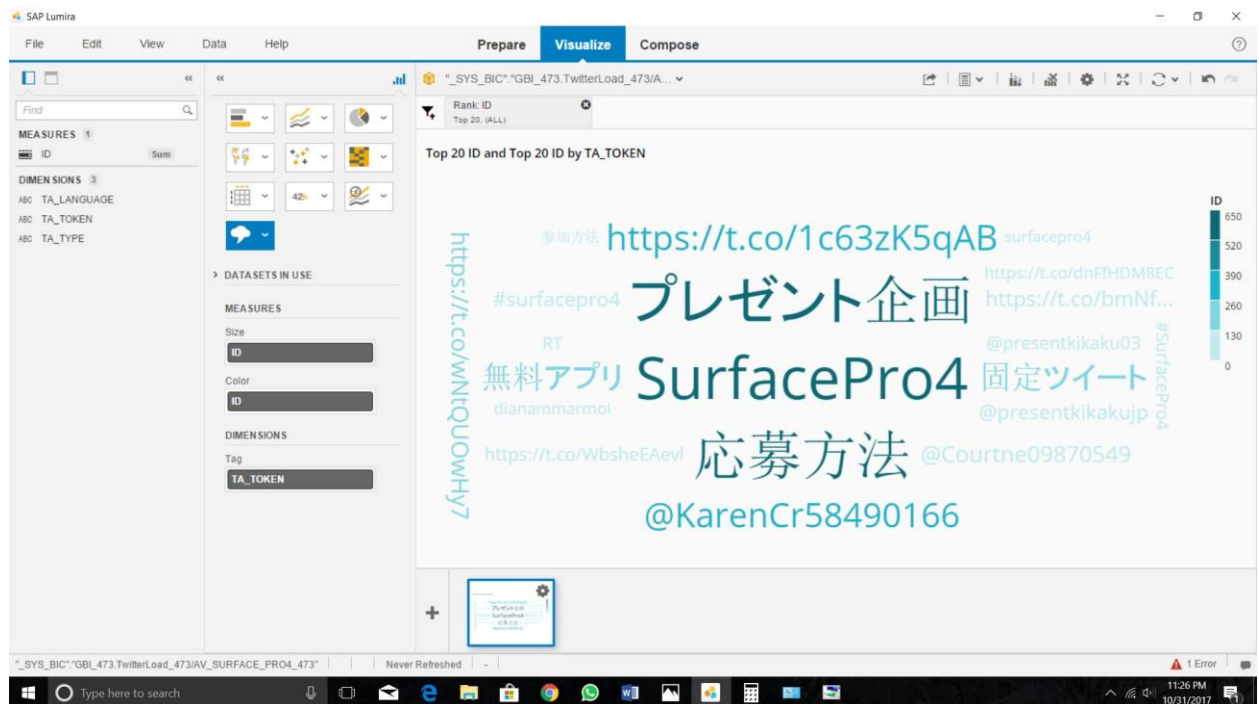 SAP Lumira
File Edit View Data Help Prepare Visualize Compose
"_SYS_BIC"."GBI_473.TwitterLoad_473/A...
Find
Rank: ID
Top 20, (ALL)
MEASURES 1
ID Sum
DIMENSIONS 3
ABC TA_LANGUAGE
ABC TA_TOKEN
ABC TA_TYPE
DATASETS IN USE
MEASURES
Size
ID
Color
ID
DIMENSIONS
Tag
TA_TOKEN
Top 20 ID and Top 20 ID by TA_TOKEN
https://t.co/wNtQUOwHy7
参加方法
https://t.co/1c63zK5qAB
surfacepro4
https://t.co/dnFfHDM8EC
#surfacepro4
プレゼント企画
https://t.co/bmNf...
RT
@presentkikaku03
#SurfacePro4
無料アプリ
SurfacePro4
固定ツイート
dianammarmol
@presentkikakujp
https://t.co/WbsheEAevl
応募方法
@Courtne09870549
@KarenCr58490166
ID
650
520
390
260
130
0
"_SYS_BIC"."GBI_473.TwitterLoad_473/AV_SURFACE_PRO4_473" Never Refreshed - 1 Error
Type here to search
11:26 PM
10/31/2017